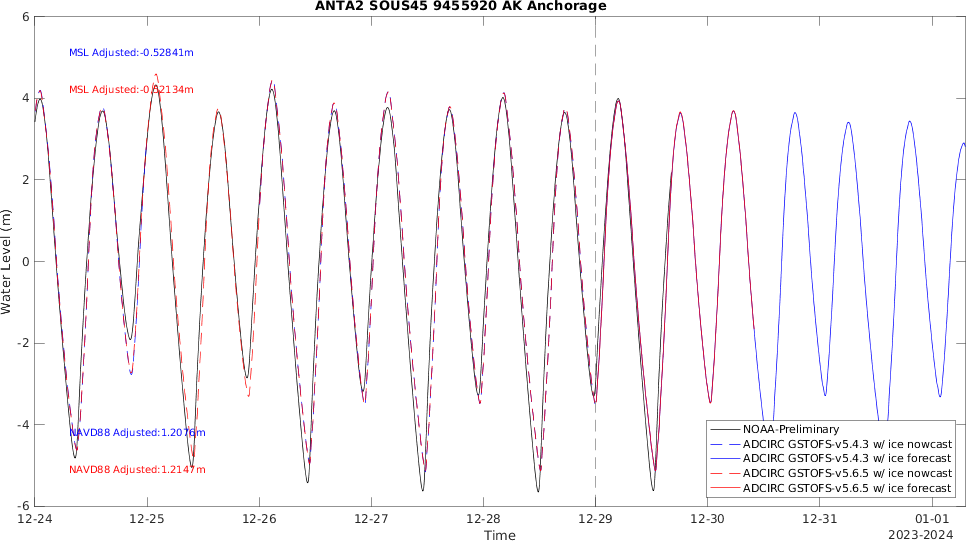 ANTA2 SOUS45 9455920 AK Anchorage
6
MSL Adjusted:-0.52841m
MSL Adjusted:-0.52134m
4
2
0
-2
-4
-6
Water Level (m)
NAVD88 Adjusted:1.2076m
NAVD88 Adjusted:1.2147m
NOAA-Preliminary
ADCIRC GSTOFS-v5.4.3 w/ ice nowcast
ADCIRC GSTOFS-v5.4.3 w/ ice forecast
ADCIRC GSTOFS-v5.6.5 w/ ice nowcast
ADCIRC GSTOFS-v5.6.5 w/ ice forecast
12-24 12-25 12-26 12-27 12-28 12-29 12-30 12-31 01-01
Time
2023-2024